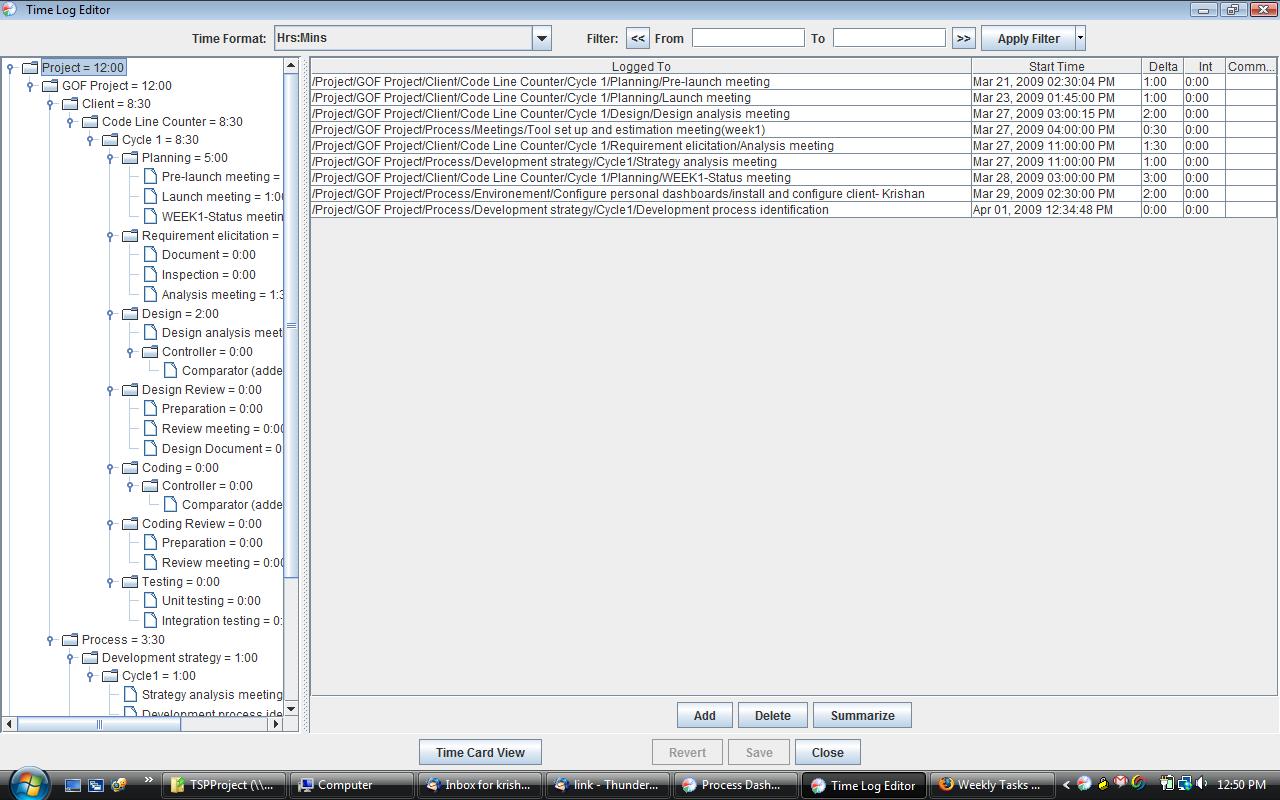 Time Log Editor
Time Format: Hrs:Mins Filter: << From To >> Apply Filter
Project = 12:00
GOF Project = 12:00
Client = 8:30
Code Line Counter = 8:30
Cycle 1 = 8:30
Planning = 5:00
Pre-launch meeting =
Launch meeting = 1:00
WEEK1-Status meetin
Requirement elicitation =
Document = 0:00
Inspection = 0:00
Analysis meeting = 1:3
Design = 2:00
Design analysis meet
Controller = 0:00
Comparator (adde
Design Review = 0:00
Preparation = 0:00
Review meeting = 0:00
Design Document = 0
Coding = 0:00
Controller = 0:00
Comparator (adde
Coding Review = 0:00
Preparation = 0:00
Review meeting = 0:00
Testing = 0:00
Unit testing = 0:00
Integration testing = 0:
Process = 3:30
Development strategy = 1:00
Cycle1 = 1:00
Strategy analysis meeting
Development process ide
Logged To Start Time Delta Int Comm...
/Project/GOF Project/Client/Code Line Counter/Cycle 1/Planning/Pre-launch meeting Mar 21, 2009 02:30:04 PM 1:00 0:00
/Project/GOF Project/Client/Code Line Counter/Cycle 1/Planning/Launch meeting Mar 23, 2009 01:45:00 PM 1:00 0:00
/Project/GOF Project/Client/Code Line Counter/Cycle 1/Design/Design analysis meeting Mar 27, 2009 03:00:15 PM 2:00 0:00
/Project/GOF Project/Process/Meetings/Tool set up and estimation meeting(week1) Mar 27, 2009 04:00:00 PM 0:30 0:00
/Project/GOF Project/Client/Code Line Counter/Cycle 1/Requirement elicitation/Analysis meeting Mar 27, 2009 11:00:00 PM 1:30 0:00
/Project/GOF Project/Process/Development strategy/Cycle1/Strategy analysis meeting Mar 27, 2009 11:00:00 PM 1:00 0:00
/Project/GOF Project/Client/Code Line Counter/Cycle 1/Planning/WEEK1-Status meeting Mar 28, 2009 03:00:00 PM 3:00 0:00
/Project/GOF Project/Process/Environement/Configure personal dashboards/install and configure client- Krishan Mar 29, 2009 02:30:00 PM 2:00 0:00
/Project/GOF Project/Process/Development strategy/Cycle1/Development process identification Apr 01, 2009 12:34:48 PM 0:00 0:00
Add Delete Summarize
Time Card View Revert Save Close
TSPProject (\\... Computer Inbox for krish... link - Thunder... Process Dash... Time Log Editor Weekly Tasks ... 12:50 PM